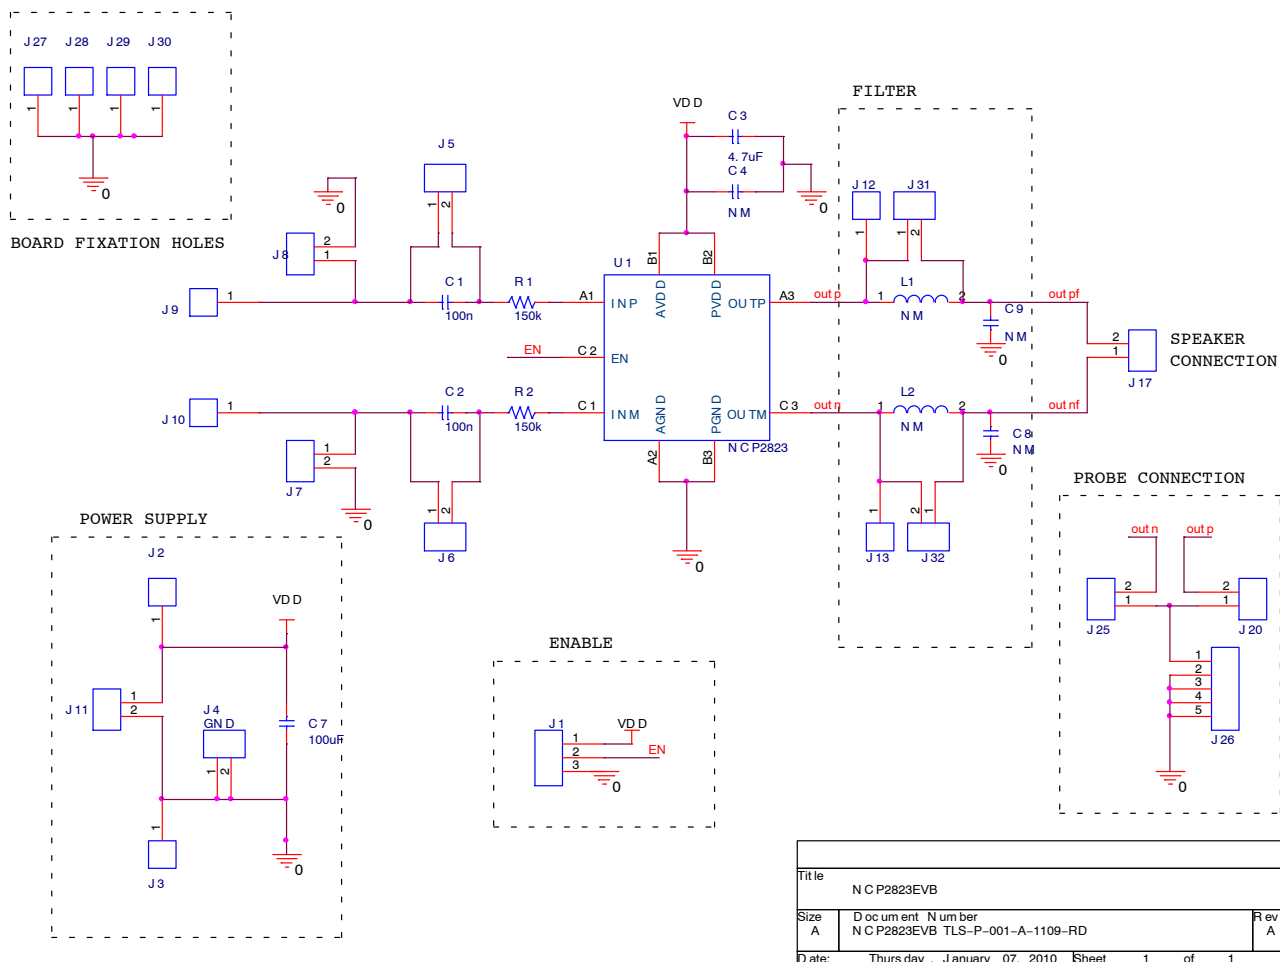 J27 J28 J29 J30
1 1 1 1
0
BOARD FIXATION HOLES
VDD
C3
4.7uF
C4
NM
0
FILTER
J5
1 2
0
J8
2
1
J9
1
C1
100n
R1
150k
U1
A1 INP
B1 AVDD
B2 PVDD
OUTP A3
outp
EN
C2 EN
J10
1
C2
100n
R2
150k
C1 INM
A2 AGND
B3 PGND
OUTM C3
NCP2823
outn
0
J7
1
2
0
1 2
J6
J12 J31
1 1 2
1 L1 2
NM
C9
NM
0
outpf
1 L2 2
NM
C8
NM
0
outnf
1 2 1
J13 J32
2
1
J17
SPEAKER
CONNECTION
POWER SUPPLY
J2
1
VDD
J11
1
2
J4
GND
1 2
C7
100uF
1
J3
0
ENABLE
J1
1
2
3
VDD
EN
0
PROBE CONNECTION
outn outp
2
1
J25
2
1
J20
1
2
3
4
5
J26
0
Title
NCP2823EVB
Size
A
Document Number
NCP2823EVB TLS-P-001-A-1109-RD
Rev
A
Date: Thursday, January 07, 2010 Sheet 1 of 1